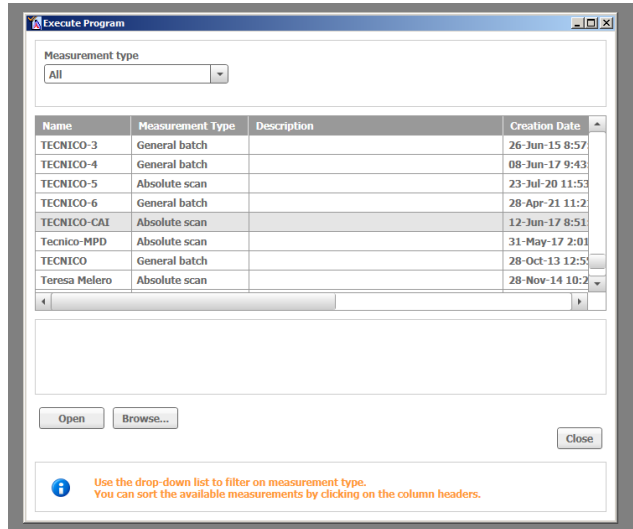 Execute Program
Measurement type
All
Name Measurement Type Description Creation Date
TECNICO-3 General batch 26-Jun-15 8:57:
TECNICO-4 General batch 08-Jun-17 9:43:
TECNICO-5 Absolute scan 23-Jul-20 11:53
TECNICO-6 General batch 28-Apr-21 11:2
TECNICO-CAI Absolute scan 12-Jun-17 8:51:
Tecnico-MPD Absolute scan 31-May-17 2:01
TECNICO General batch 28-Oct-13 12:5
Teresa Melero Absolute scan 28-Nov-14 10:2
Open Browse...
Close
Use the drop-down list to filter on measurement type.
You can sort the available measurements by clicking on the column headers.